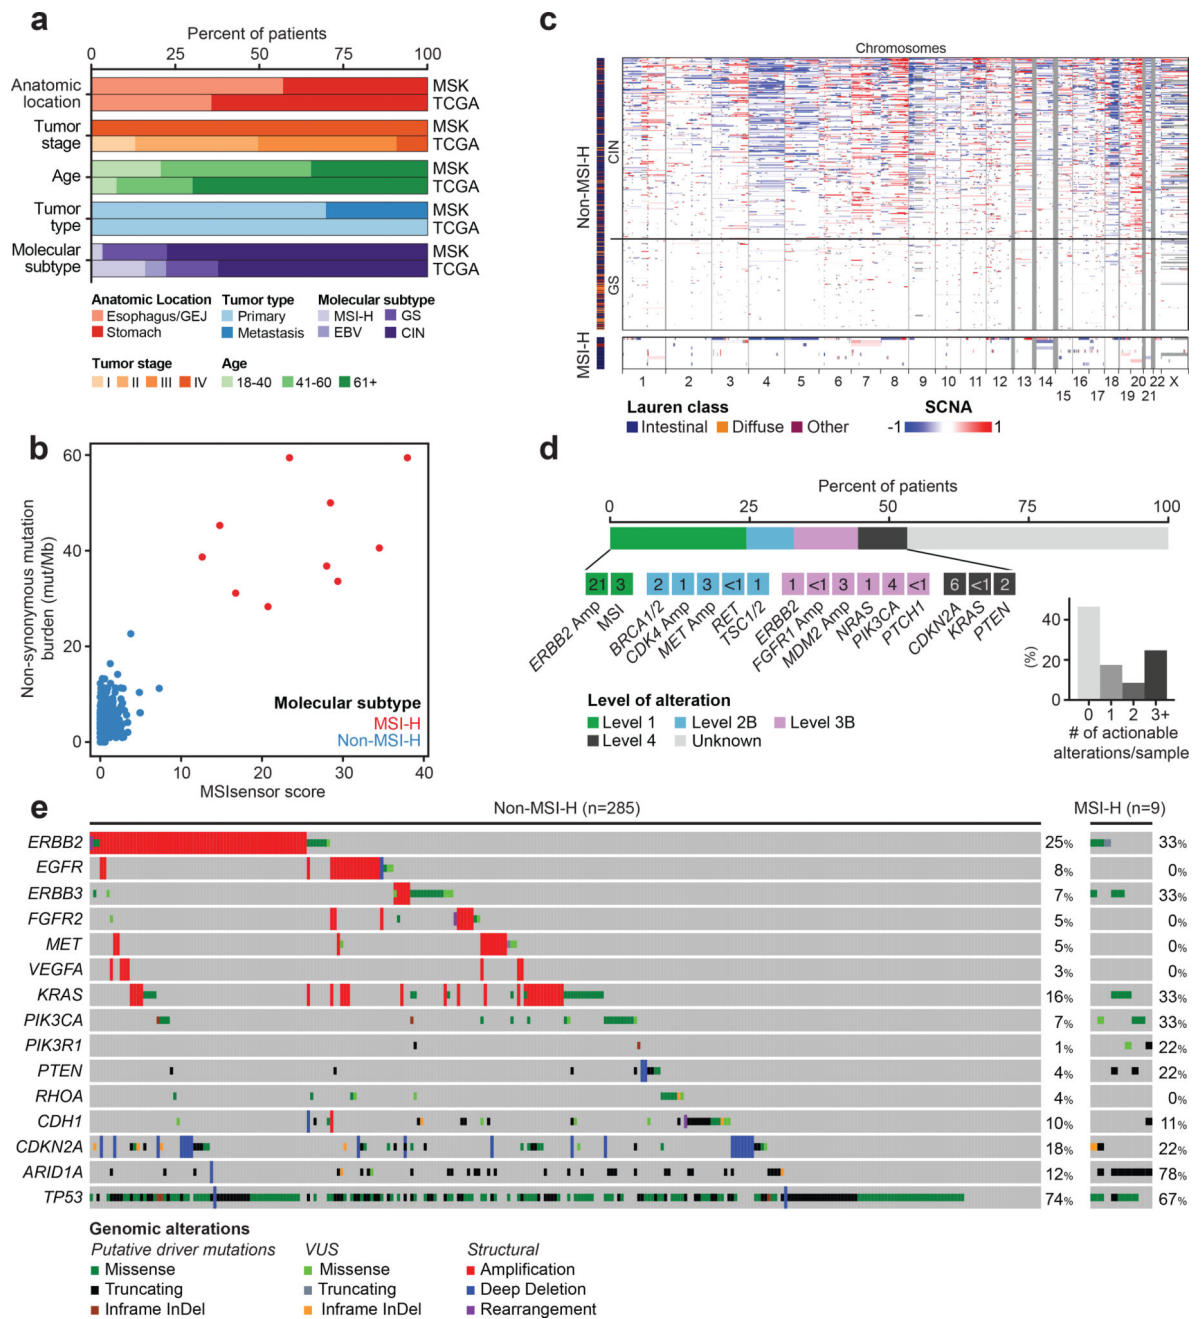 a
Percent of patients
0 25 50 75 100
Anatomic location
MSK
TCGA
Tumor stage
MSK
TCGA
Age
MSK
TCGA
Tumor type
MSK
TCGA
Molecular subtype
MSK
TCGA
Anatomic Location
Esophagus/GEJ
Stomach
Tumor type
Primary
Metastasis
Molecular subtype
MSI-H GS
EBV CIN
Tumor stage
I II III IV
Age
18-40 41-60 61+
b
Non-synonymous mutation
burden (mut/Mb)
60
40
20
0
Molecular subtype
MSI-H
Non-MSI-H
0 10 20 30 40
MSIsensor score
c
Chromosomes
Non-MSI-H
CIN
GS
MSI-H
1 2 3 4 5 6 7 8 9 10 11 12 13 14 16 18 20 22 X
15 17 19 21
Lauren class
Intestinal Diffuse Other
SCNA
-1 1
d
Percent of patients
0 25 50 75 100
21 3 2 1 3 <1 1 1 <1 3 1 4 <1 6 <1 2
ERBB2 Amp
MSI
BRCA1/2
CDK4 Amp
MET Amp
RET
TSC1/2
ERBB2
FGFR1 Amp
MDM2 Amp
NRAS
PIK3CA
PTCH1
CDKN2A
KRAS
PTEN
Level of alteration
Level 1 Level 2B Level 3B
Level 4 Unknown
(%)
40
20
0
0 1 2 3+
# of actionable
alterations/sample
e
Non-MSI-H (n=285) MSI-H (n=9)
ERBB2 25% 33%
EGFR 8% 0%
ERBB3 7% 33%
FGFR2 5% 0%
MET 5% 0%
VEGFA 3% 0%
KRAS 16% 33%
PIK3CA 7% 33%
PIK3R1 1% 22%
PTEN 4% 22%
RHOA 4% 0%
CDH1 10% 11%
CDKN2A 18% 22%
ARID1A 12% 78%
TP53 74% 67%
Genomic alterations
Putative driver mutations
Missense
Truncating
Inframe InDel
VUS
Missense
Truncating
Inframe InDel
Structural
Amplification
Deep Deletion
Rearrangement